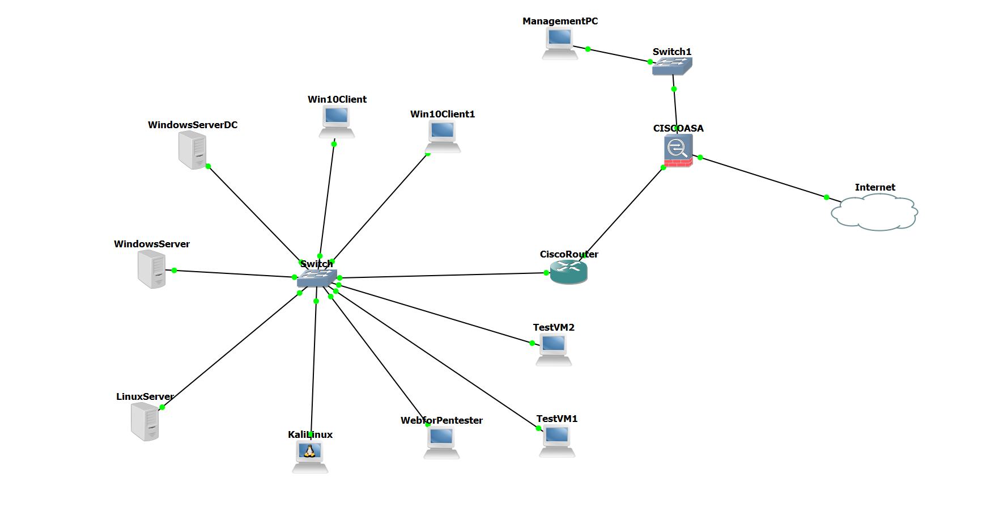 ManagementPC
Switch1
Win10Client
Win10Client1
WindowsServerDC
CISCOASA
Internet
WindowsServer
CiscoRouter
Switch
TestVM2
LinuxServer
WebforPentester
TestVM1
KaliLinux